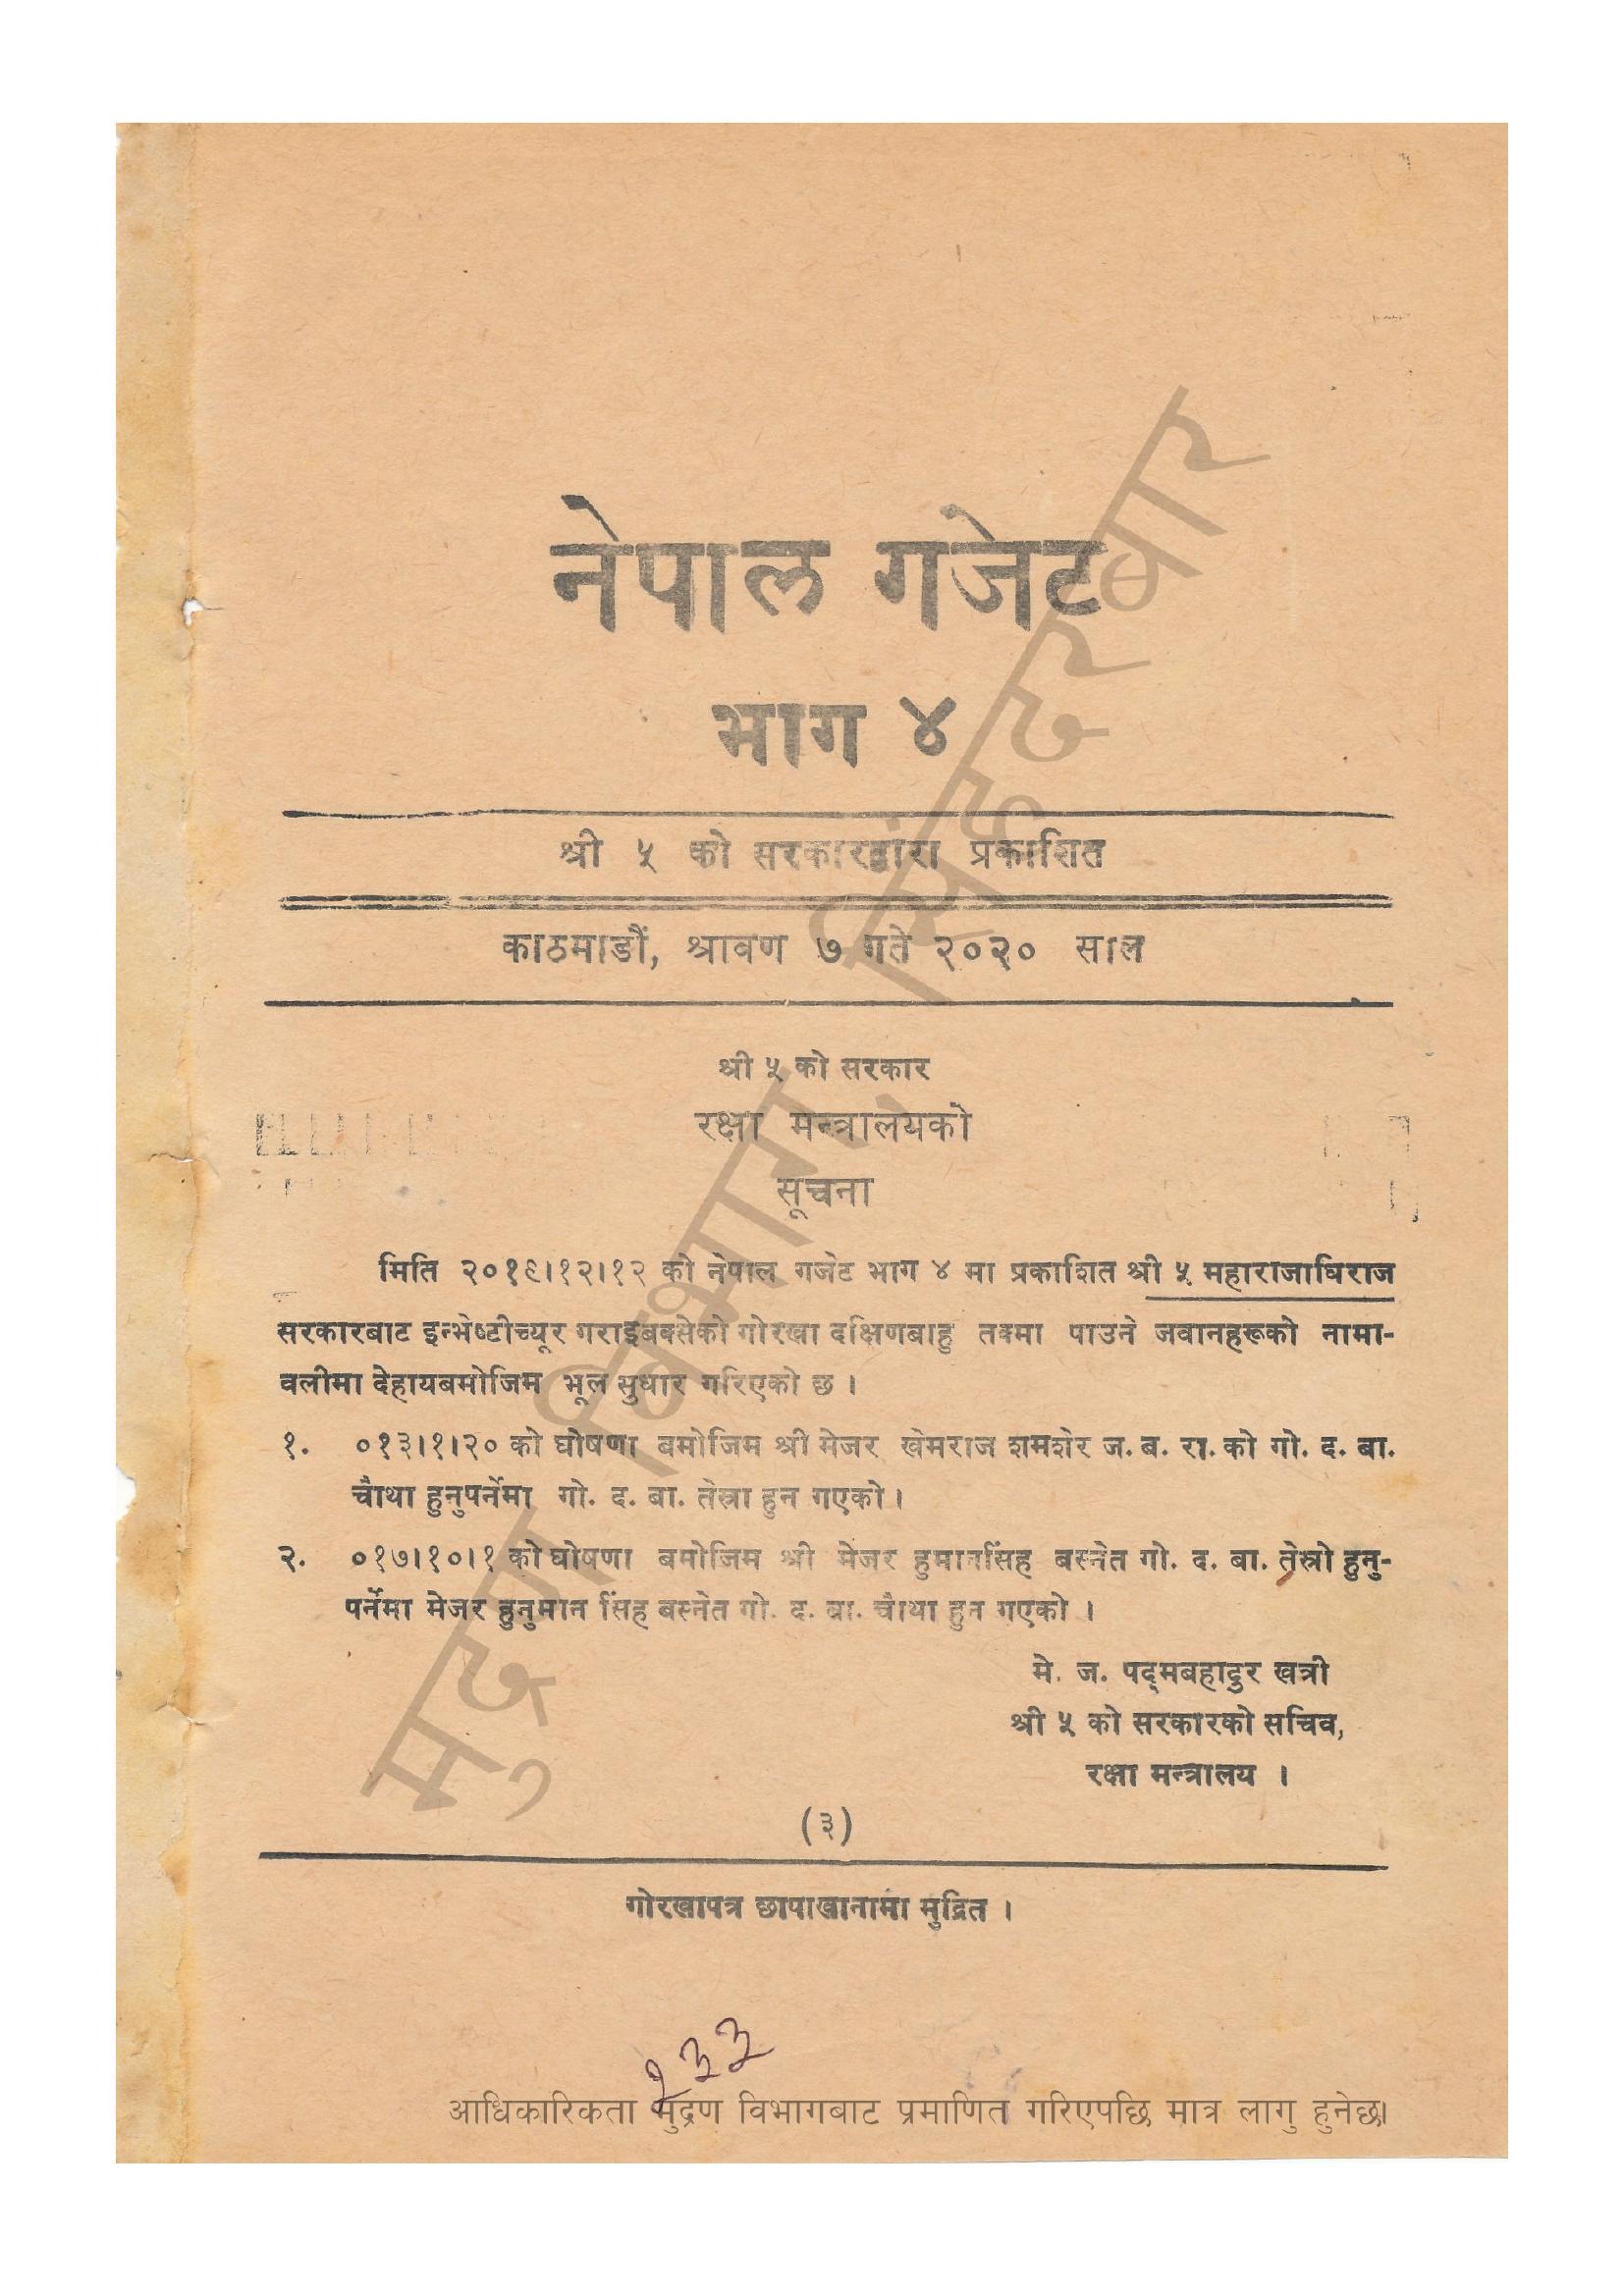 नेपाल गजेट
भाग ४
श्री ५ को सरकारद्वारा प्रकाशित
काठमाडौं, श्रावण ७ गते २०२० साल
श्री ५ को सरकार
रक्षा मन्त्रालयको
सूचना
मिति २०१९।१२।१२ को नेपाल गजेट भाग ४ मा प्रकाशित श्री ५ महाराजाधिराज
सरकारबाट इन्भेष्टीच्यूर गराइबक्सेको गोरखा दक्षिणबाहु तक्मा पाउने जवानहरूको नामा-
वलीमा देहायबमोजिम भूल सुधार गरिएको छ ।
१. ०१३।१।२० को घोषणा बमोजिम श्री मेजर खेमराज शमशेर ज. ब. रा. को गो. द. बा.
चौथा हुनुपर्नेमा गो. द. बा. तेस्रा हुन गएको ।
२. ०१७।१०।१ को घोषणा बमोजिम श्री मेजर हुमानसिंह बस्नेत गो. द. बा. तेस्रो हुनु-
पर्नेमा मेजर हुनुमान सिंह बस्नेत गो. द. बा. चौथा हुन गएको ।
मे. ज. पद्मबहादुर खत्री
श्री ५ को सरकारको सचिव,
रक्षा मन्त्रालय ।
(३)
गोरखापत्र छापाखानामा मुद्रित ।
१३३
आधिकारिकता मुद्रण विभागबाट प्रमाणित गरिएपछि मात्र लागु हुनेछ।
मुद्रण विभाग, सिंहदरबार